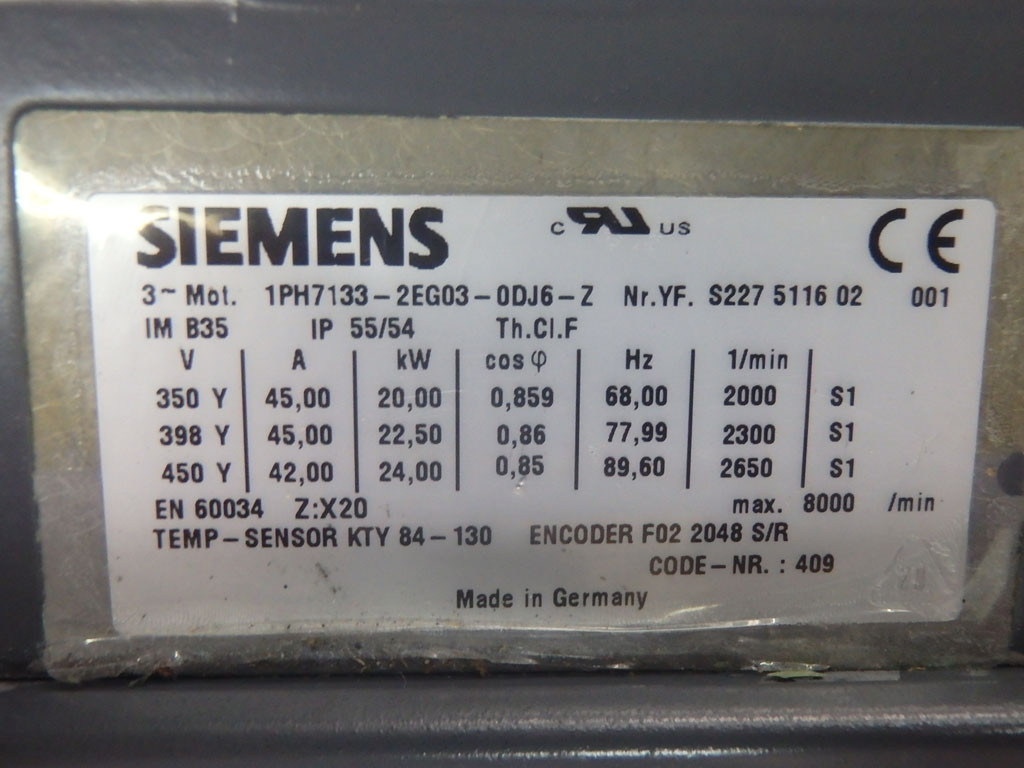 SIEMENS c RU US CE
3~ Mot. 1PH7133-2EG03-0DJ6-Z Nr.YF. S227 5116 02 001
IM B35 IP 55/54 Th.Cl.F
V A kW cos φ Hz 1/min
350 Y 45,00 20,00 0,859 68,00 2000 S1
398 Y 45,00 22,50 0,86 77,99 2300 S1
450 Y 42,00 24,00 0,85 89,60 2650 S1
EN 60034 Z:X20 max. 8000 /min
TEMP-SENSOR KTY 84-130 ENCODER F02 2048 S/R
CODE-NR. : 409
Made in Germany